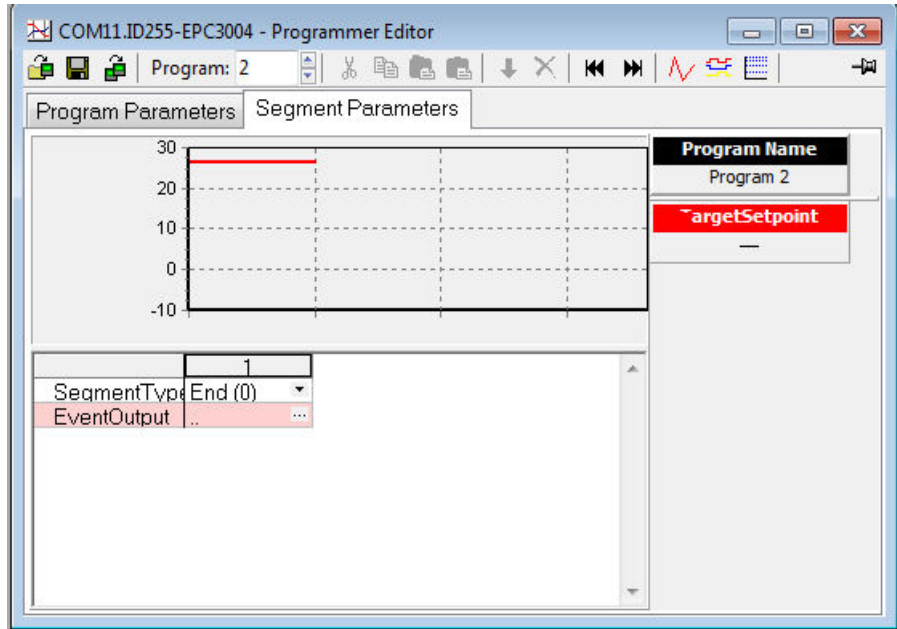 COM11.ID255-EPC3004 - Programmer Editor
Program: 2
Program Parameters
Segment Parameters
30
20
10
0
-10
Program Name
Program 2
TargetSetpoint
—
1
SegmentType End (0)
EventOutput ..
...